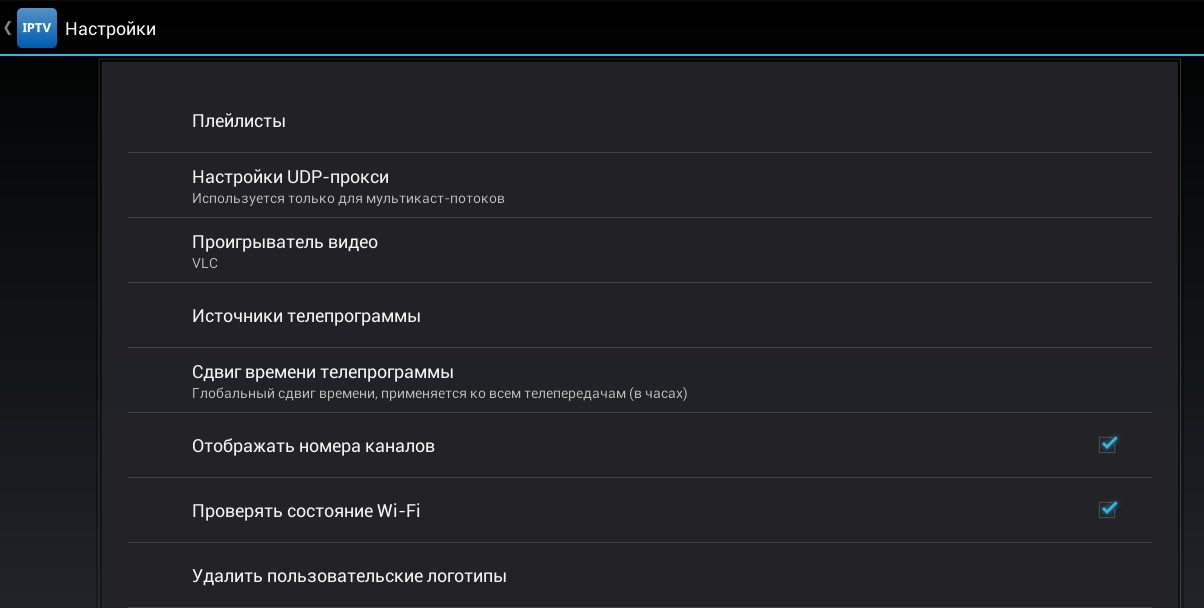 IPTV Настройки
Плейлисты
Настройки UDP-прокси
Используется только для мультикаст-потоков
Проигрыватель видео
VLC
Источники телепрограммы
Сдвиг времени телепрограммы
Глобальный сдвиг времени, применяется ко всем телепередачам (в часах)
Отображать номера каналов
Проверять состояние Wi-Fi
Удалить пользовательские логотипы